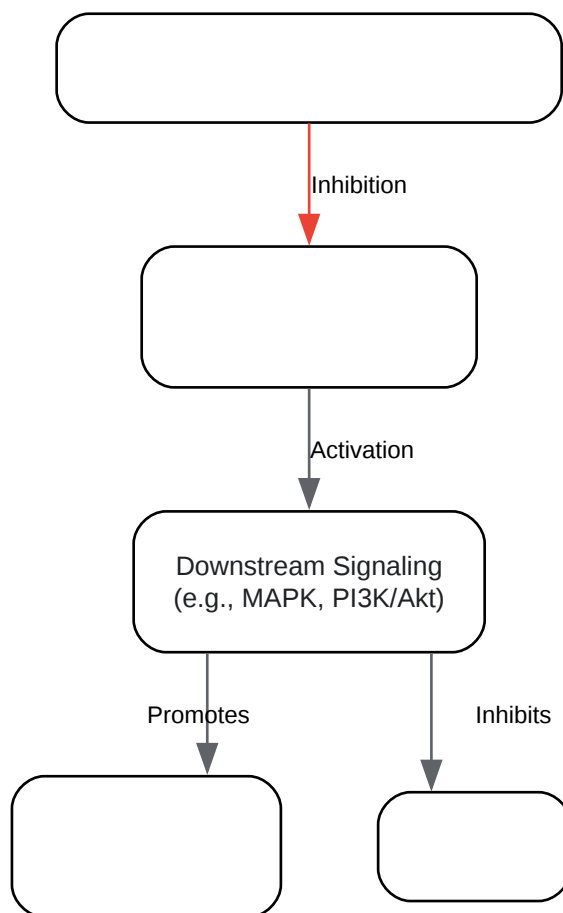 Inhibition
Activation
Downstream Signaling
(e.g., MAPK, PI3K/Akt)
Promotes
Inhibits